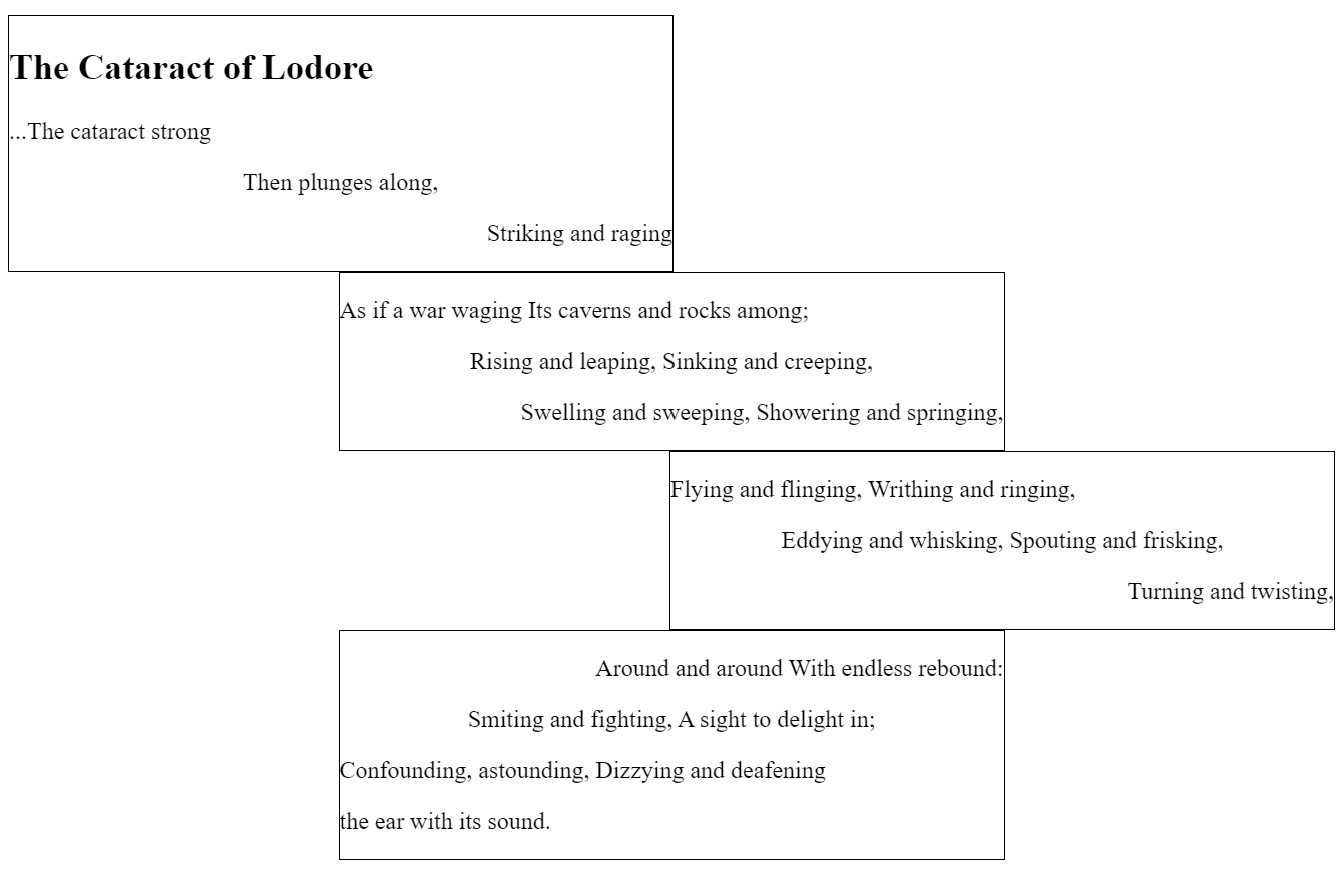 The Cataract of Lodore
...The cataract strong
Then plunges along,
Striking and raging
As if a war waging Its caverns and rocks among;
Rising and leaping, Sinking and creeping,
Swelling and sweeping, Showering and springing,
Flying and flinging, Writhing and ringing,
Eddying and whisking, Spouting and frisking,
Turning and twisting,
Around and around With endless rebound:
Smiting and fighting, A sight to delight in;
Confounding, astounding, Dizzying and deafening
the ear with its sound.